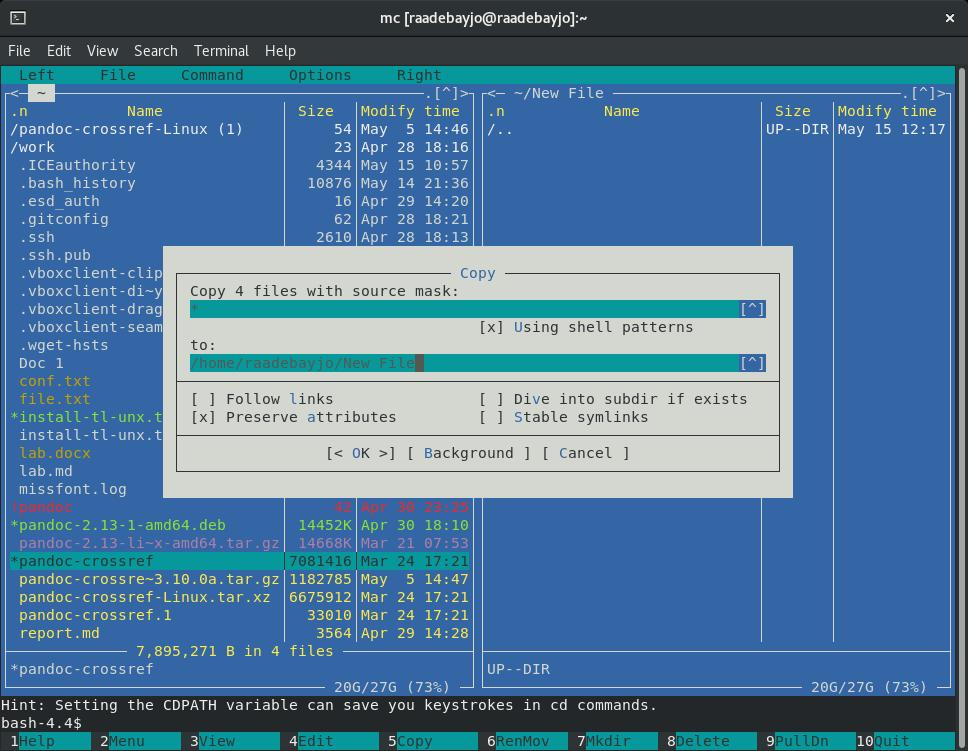 mc [raadebayjo@raadebayjo]:~
File Edit View Search Terminal Help
Left File Command Options Right
<─ ~ .[^]> <─ ~/New File .[^]>
.n Name Size Modify time .n Name Size Modify time
/pandoc-crossref-Linux (1) 54 May 5 14:46 /.. UP--DIR May 15 12:17
/work 23 Apr 28 18:16
.ICEauthority 4344 May 15 10:57
.bash_history 10876 May 14 21:36
.esd_auth 16 Apr 29 14:20
.gitconfig 62 Apr 28 18:21
.ssh 2610 Apr 28 18:13
.ssh.pub
.vboxclient-clip Copy
.vboxclient-di~y Copy 4 files with source mask:
.vboxclient-drag * [^]
.vboxclient-seam [x] Using shell patterns
.wget-hsts to:
Doc 1 /home/raadebayjo/New File [^]
conf.txt
file.txt [ ] Follow links [ ] Dive into subdir if exists
*install-tl-unx.t [x] Preserve attributes [ ] Stable symlinks
install-tl-unx.t
lab.docx [< OK >] [ Background ] [ Cancel ]
lab.md
missfont.log
!pandoc 42 Apr 30 23:25
*pandoc-2.13-1-amd64.deb 14452K Apr 30 18:10
pandoc-2.13-li~x-amd64.tar.gz 14668K Mar 21 07:53
*pandoc-crossref 7081416 Mar 24 17:21
pandoc-crossre~3.10.0a.tar.gz 1182785 May 5 14:47
pandoc-crossref-Linux.tar.xz 6675912 Mar 24 17:21
pandoc-crossref.1 33010 Mar 24 17:21
report.md 3564 Apr 29 14:28
7,895,271 B in 4 files
*pandoc-crossref UP--DIR
20G/27G (73%) 20G/27G (73%)
Hint: Setting the CDPATH variable can save you keystrokes in cd commands.
bash-4.4$
1Help 2Menu 3View 4Edit 5Copy 6RenMov 7Mkdir 8Delete 9PullDn 10Quit